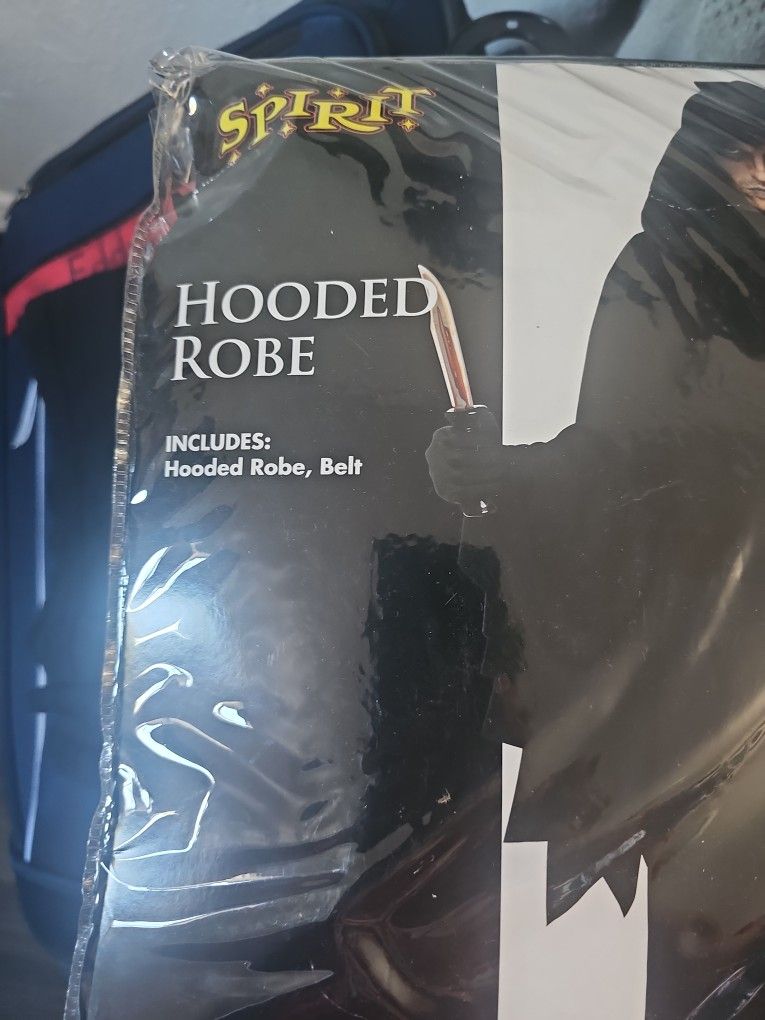 SPIRIT
HOODED
ROBE
INCLUDES:
Hooded Robe, Belt